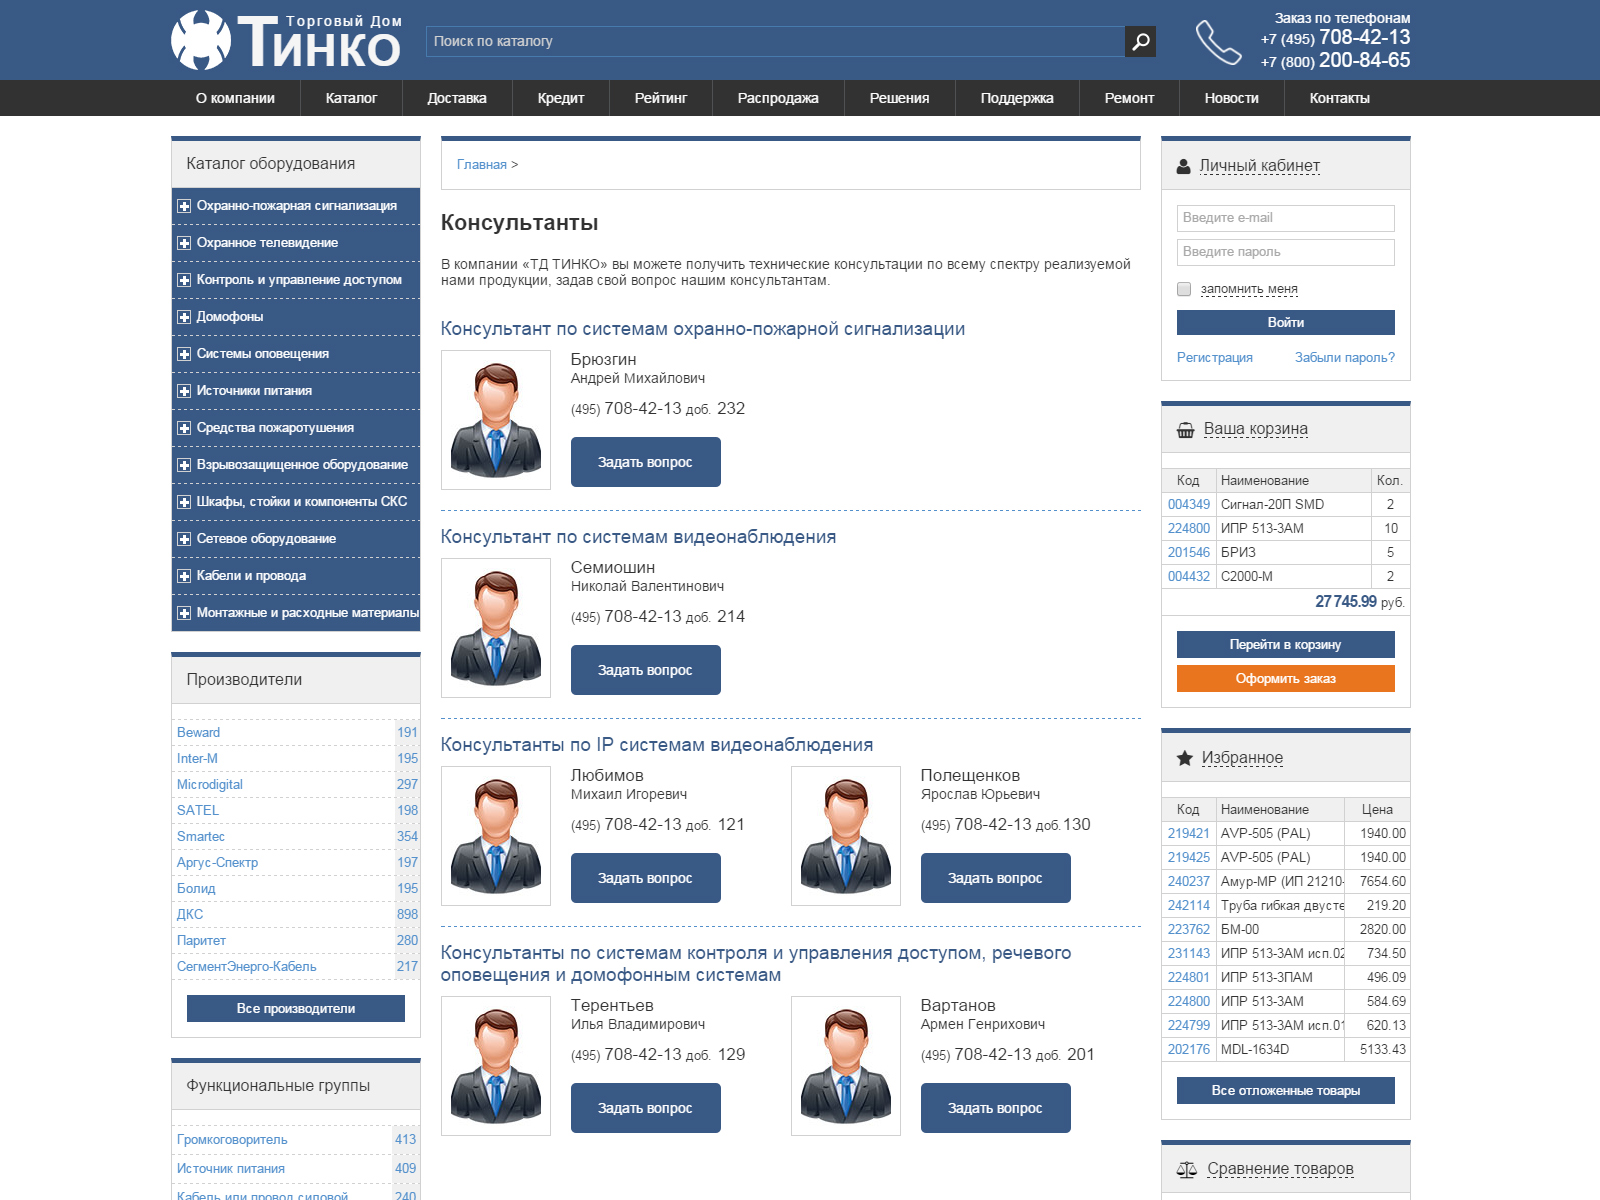 Торговый Дом
Тинко
Поиск по каталогу
Заказ по телефонам
+7 (495) 708-42-13
+7 (800) 200-84-65
О компании
Каталог
Доставка
Кредит
Рейтинг
Распродажа
Решения
Поддержка
Ремонт
Новости
Контакты
Каталог оборудования
Охранно-пожарная сигнализация
Охранное телевидение
Контроль и управление доступом
Домофоны
Системы оповещения
Источники питания
Средства пожаротушения
Взрывозащищенное оборудование
Шкафы, стойки и компоненты СКС
Сетевое оборудование
Кабели и провода
Монтажные и расходные материалы
Производители
Beward 191
Inter-M 195
Microdigital 297
SATEL 198
Smartec 354
Аргус-Спектр 197
Болид 195
ДКС 898
Паритет 280
СегментЭнерго-Кабель 217
Все производители
Функциональные группы
Громкоговоритель 413
Источник питания 409
Кабель или провод силовой 240
Главная >
Консультанты
В компании «ТД ТИНКО» вы можете получить технические консультации по всему спектру реализуемой
нами продукции, задав свой вопрос нашим консультантам.
Консультант по системам охранно-пожарной сигнализации
Брюзгин
Андрей Михайлович
(495) 708-42-13 доб. 232
Задать вопрос
Консультант по системам видеонаблюдения
Семиошин
Николай Валентинович
(495) 708-42-13 доб. 214
Задать вопрос
Консультанты по IP системам видеонаблюдения
Любимов
Михаил Игоревич
(495) 708-42-13 доб. 121
Задать вопрос
Полещенков
Ярослав Юрьевич
(495) 708-42-13 доб.130
Задать вопрос
Консультанты по системам контроля и управления доступом, речевого
оповещения и домофонным системам
Терентьев
Илья Владимирович
(495) 708-42-13 доб. 129
Задать вопрос
Вартанов
Армен Генрихович
(495) 708-42-13 доб. 201
Задать вопрос
Личный кабинет
Введите e-mail
Введите пароль
запомнить меня
Войти
Регистрация Забыли пароль?
Ваша корзина
Код Наименование Кол.
004349 Сигнал-20П SMD 2
224800 ИПР 513-3АМ 10
201546 БРИЗ 5
004432 С2000-М 2
27 745.99 руб.
Перейти в корзину
Оформить заказ
Избранное
Код Наименование Цена
219421 AVP-505 (PAL) 1940.00
219425 AVP-505 (PAL) 1940.00
240237 Амур-МР (ИП 21210- 7654.60
242114 Труба гибкая двусте 219.20
223762 БМ-00 2820.00
231143 ИПР 513-3АМ исп.02 734.50
224801 ИПР 513-3ПАМ 496.09
224800 ИПР 513-3АМ 584.69
224799 ИПР 513-3АМ исп.01 620.13
202176 MDL-1634D 5133.43
Все отложенные товары
Сравнение товаров